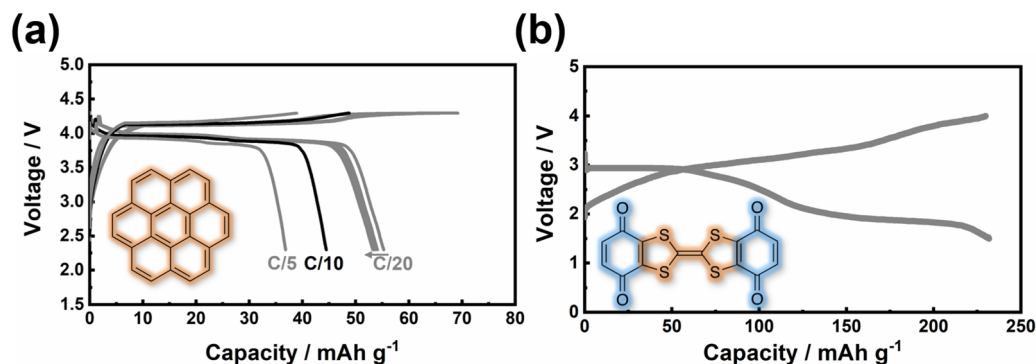 (a)
5.0
4.5
4.0
3.5
3.0
2.5
2.0
1.5
Voltage / V
C/5
C/10
C/20
0
10
20
30
40
50
60
70
80
Capacity / mAh g⁻¹
(b)
5
4
3
2
1
0
Voltage / V
O
O
S
S
S
S
O
O
0
50
100
150
200
250
Capacity / mAh g⁻¹